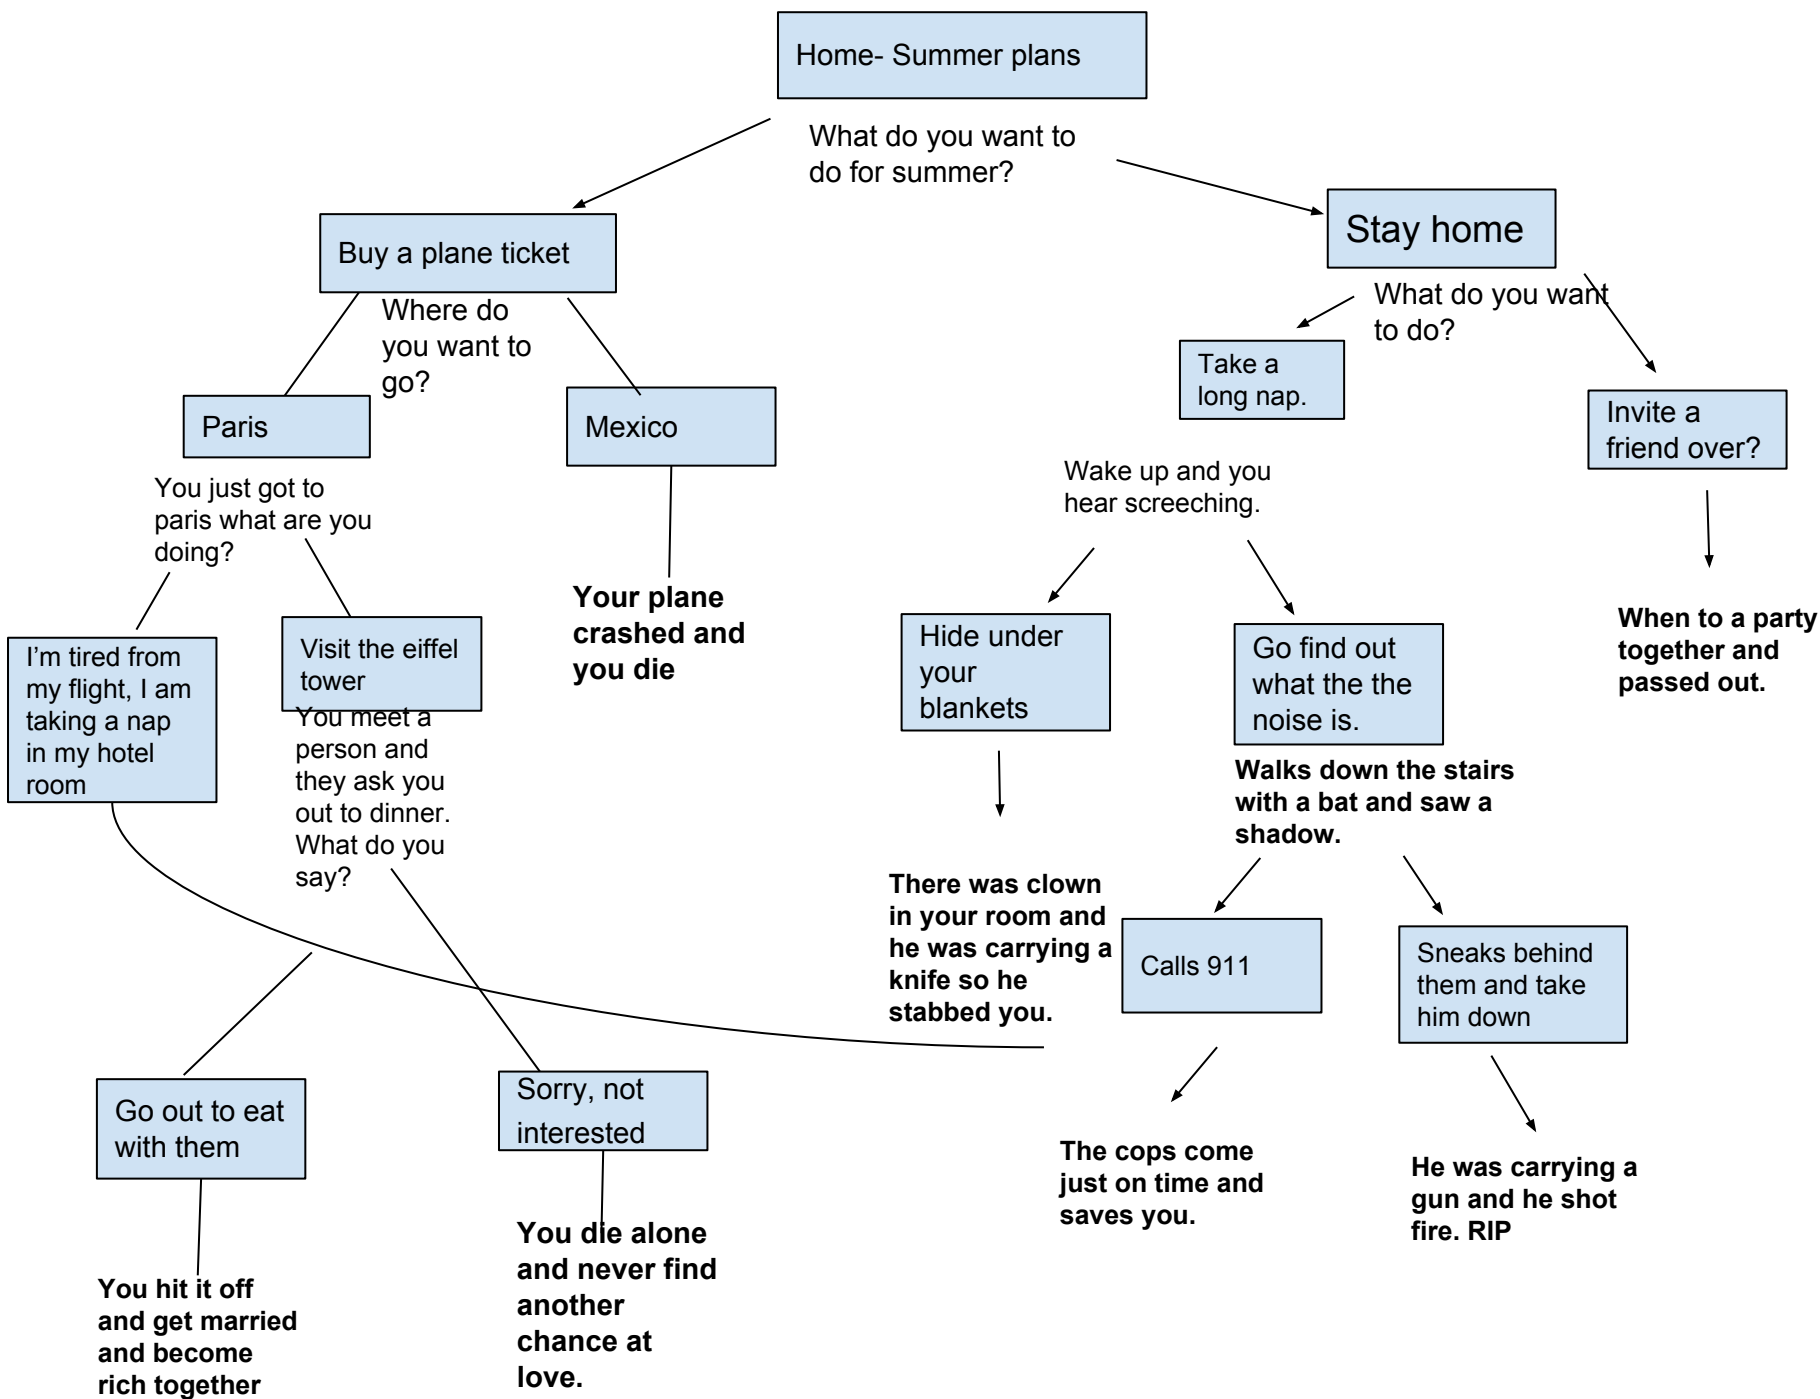 Home- Summer plans
What do you want to
do for summer?
Buy a plane ticket
Stay home
Where do
you want to
go?
What do you want
to do?
Paris
Mexico
Take a
long nap.
Invite a
friend over?
You just got to
paris what are you
doing?
Your plane
crashed and
you die
Wake up and you
hear screeching.
When to a party
together and
passed out.
I'm tired from
my flight, I am
taking a nap
in my hotel
room
Visit the eiffel
tower
You meet a
person and
they ask you
out to dinner.
What do you
say?
Hide under
your
blankets
Go find out
what the the
noise is.
Walks down the stairs
with a bat and saw a
shadow.
There was clown
in your room and
he was carrying a
knife so he
stabbed you.
Calls 911
Sneaks behind
them and take
him down
Go out to eat
with them
Sorry, not
interested
The cops come
just on time and
saves you.
He was carrying a
gun and he shot
fire. RIP
You hit it off
and get married
and become
rich together
You die alone
and never find
another
chance at
love.